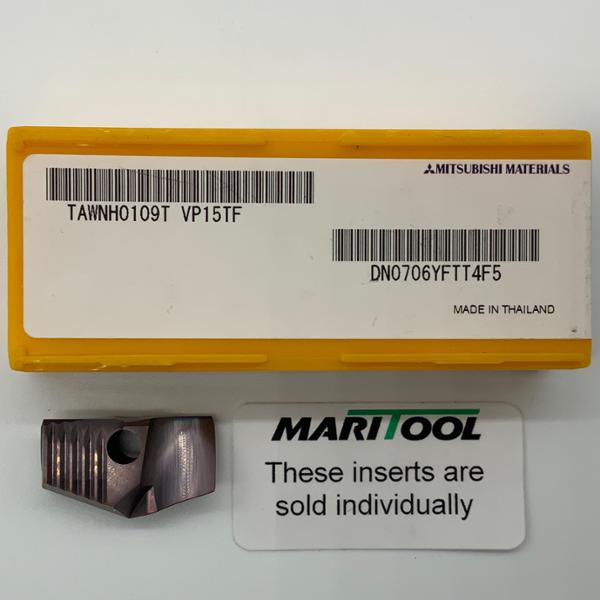 MITSUBISHI MATERIALS
TAWNH0109T VP15TF
DN0706YFTT4F5
MADE IN THAILAND
MARITOOL
These inserts are
sold individually